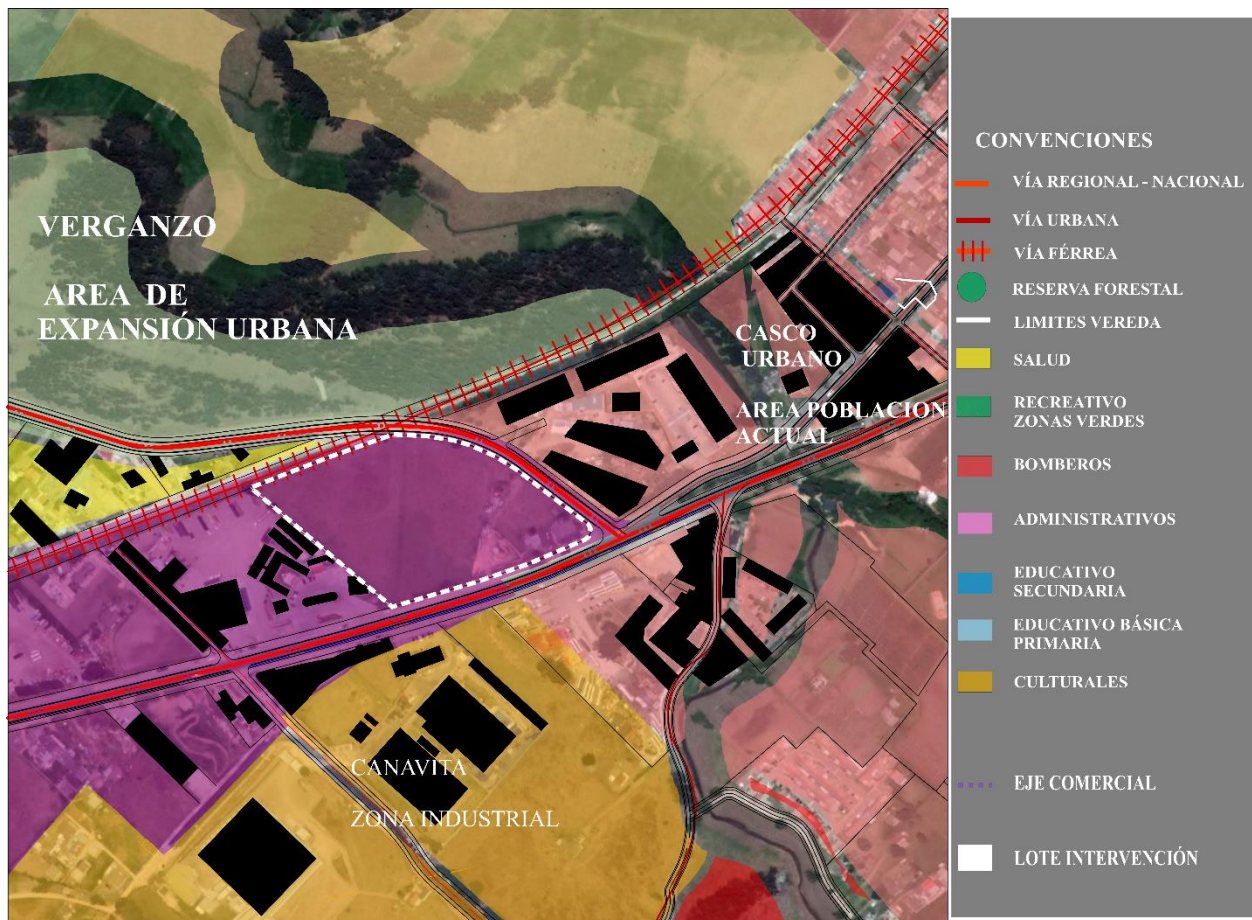 VERGANZO
AREA DE
EXPANSIÓN URBANA
CASCO
URBANO
AREA POBLACION
ACTUAL
CANAVITA
ZONA INDUSTRIAL
CONVENCIONES
VÍA REGIONAL - NACIONAL
VÍA URBANA
VÍA FÉRREA
RESERVA FORESTAL
LIMITES VEREDA
SALUD
RECREATIVO
ZONAS VERDES
BOMBEROS
ADMINISTRATIVOS
EDUCATIVO
SECUNDARIA
EDUCATIVO BÁSICA
PRIMARIA
CULTURALES
EJE COMERCIAL
LOTE INTERVENCIÓN